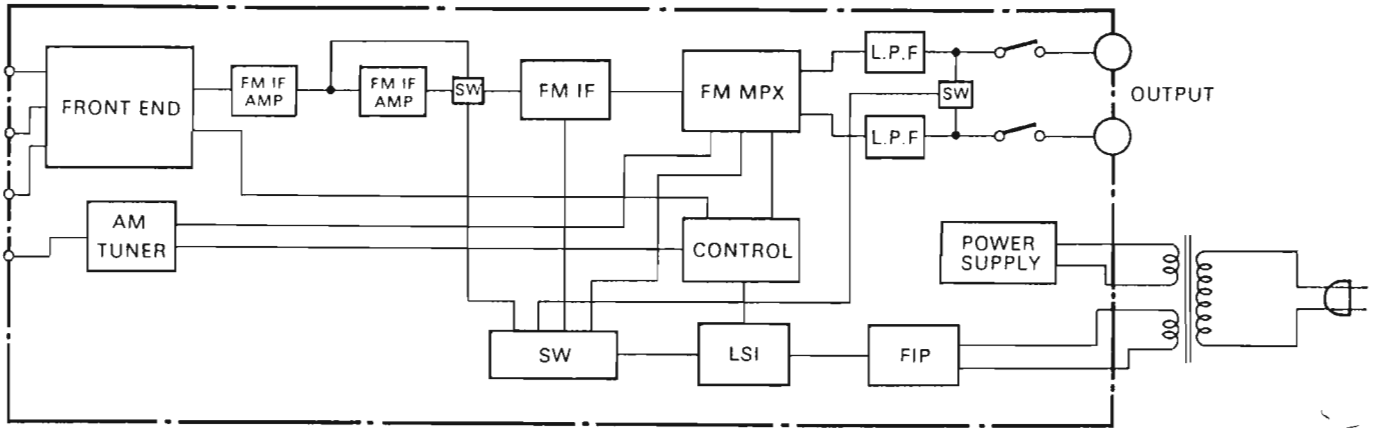 FRONT END
FM IF
AMP
FM IF
AMP
SW
FM IF
FM MPX
L.P.F
L.P.F
SW
OUTPUT
AM
TUNER
CONTROL
POWER
SUPPLY
SW
LSI
FIP